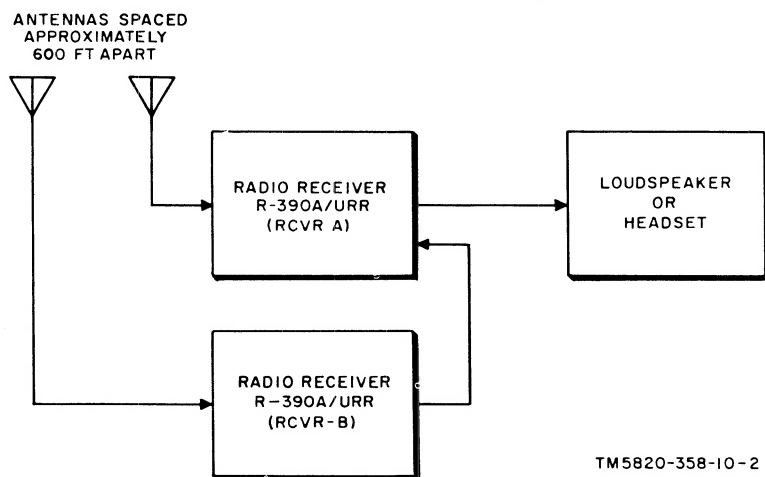 ANTENNAS SPACED
APPROXIMATELY
600 FT APART
RADIO RECEIVER
R-390A/URR
(RCVR A)
LOUDSPEAKER
OR
HEADSET
RADIO RECEIVER
R-390A/URR
(RCVR-B)
TM5820-358-10-2